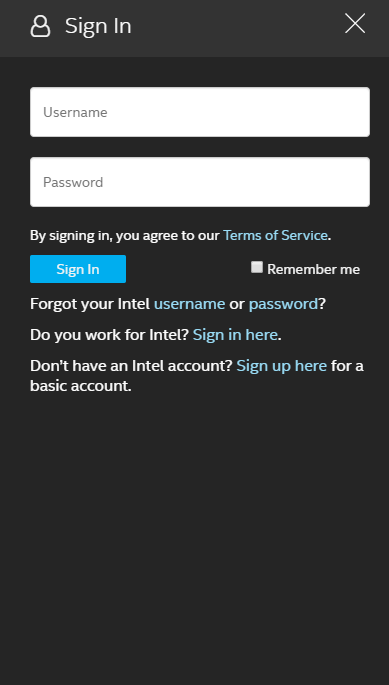 Sign In
Username
Password
By signing in, you agree to our Terms of Service.
Sign In
Remember me
Forgot your Intel username or password?
Do you work for Intel? Sign in here.
Don't have an Intel account? Sign up here for a
basic account.